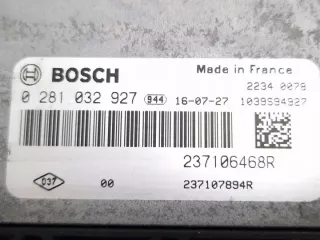 BOSCH
Made in France
2234 0078
0 281 032 927 944 16-07-27 1039S94927
237106468R
D37 00 237107894R